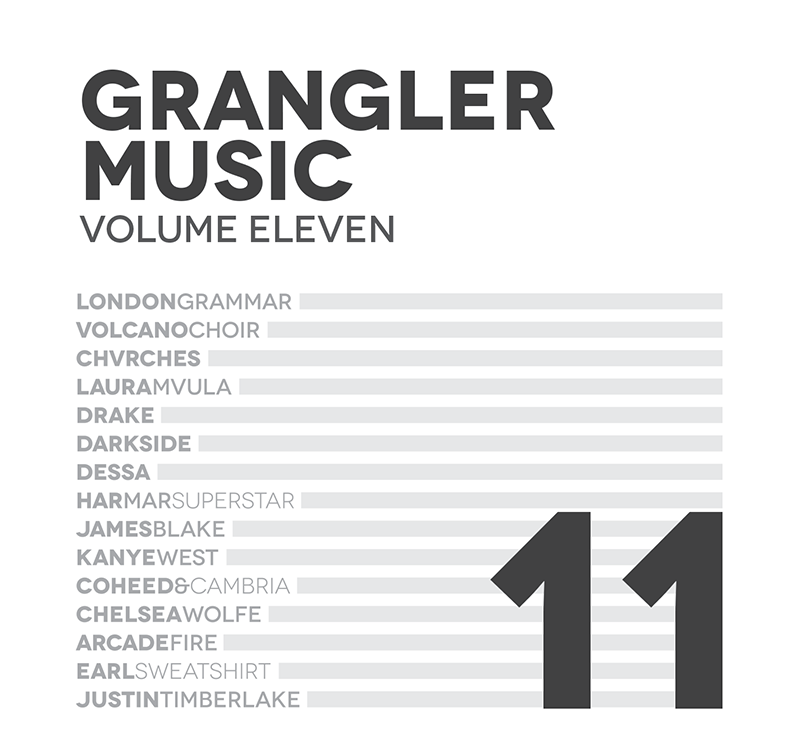 GRANGLER
MUSIC
VOLUME ELEVEN
LONDONGRAMMAR
VOLCANOCHOIR
CHVRCHES
LAURAMVULA
DRAKE
DARKSIDE
DESSA
HARMARSUPERSTAR
JAMESBLAKE
KANYEWEST
COHEED&CAMBRIA
CHELSEAWOLFE
ARCADEFIRE
EARLSWEATSHIRT
JUSTINTIMBERLAKE
11